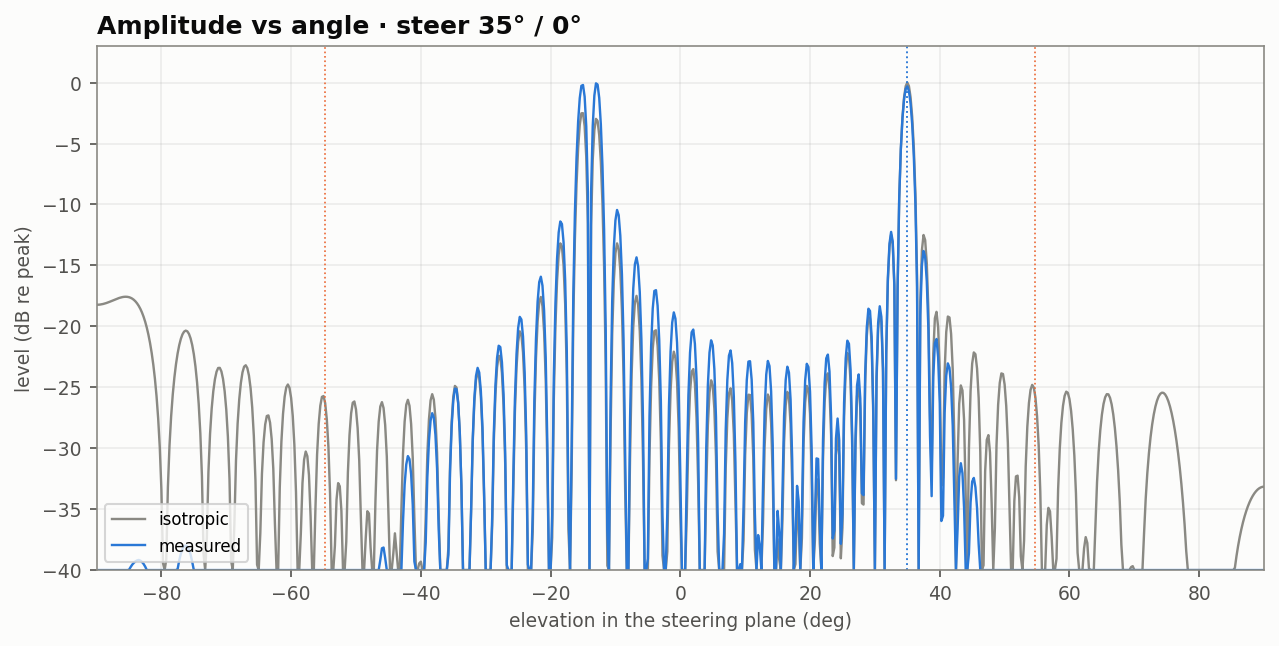 Amplitude vs angle · steer 35° / 0°
0
−5
−10
−15
−20
−25
−30
−35
−40
level (dB re peak)
isotropic
measured
−80 −60 −40 −20 0 20 40 60 80
elevation in the steering plane (deg)